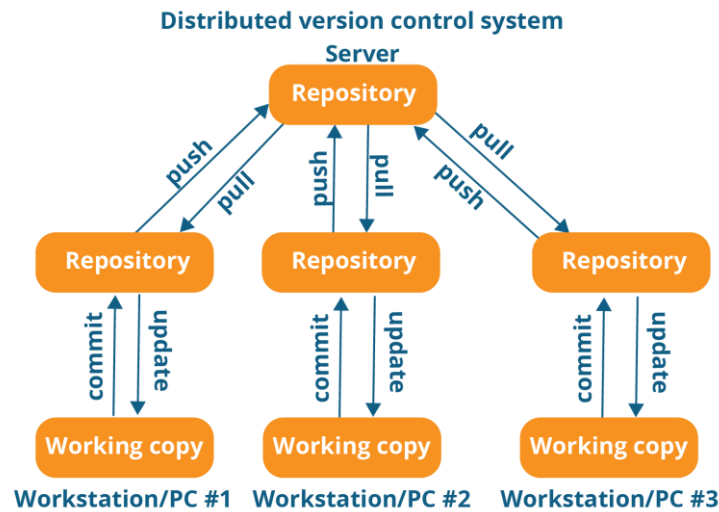 Distributed version control system
Server
Repository
push
pull
push
pull
pull
push
Repository
Repository
Repository
commit
update
commit
update
commit
update
Working copy
Working copy
Working copy
Workstation/PC #1
Workstation/PC #2
Workstation/PC #3